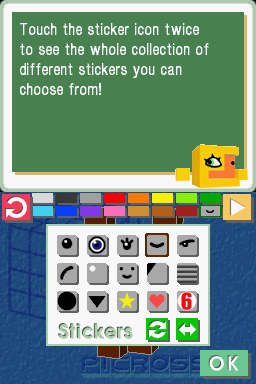 Touch the sticker icon twice
to see the whole collection of
different stickers you can
choose from!
6
Stickers
PICROSS
OK